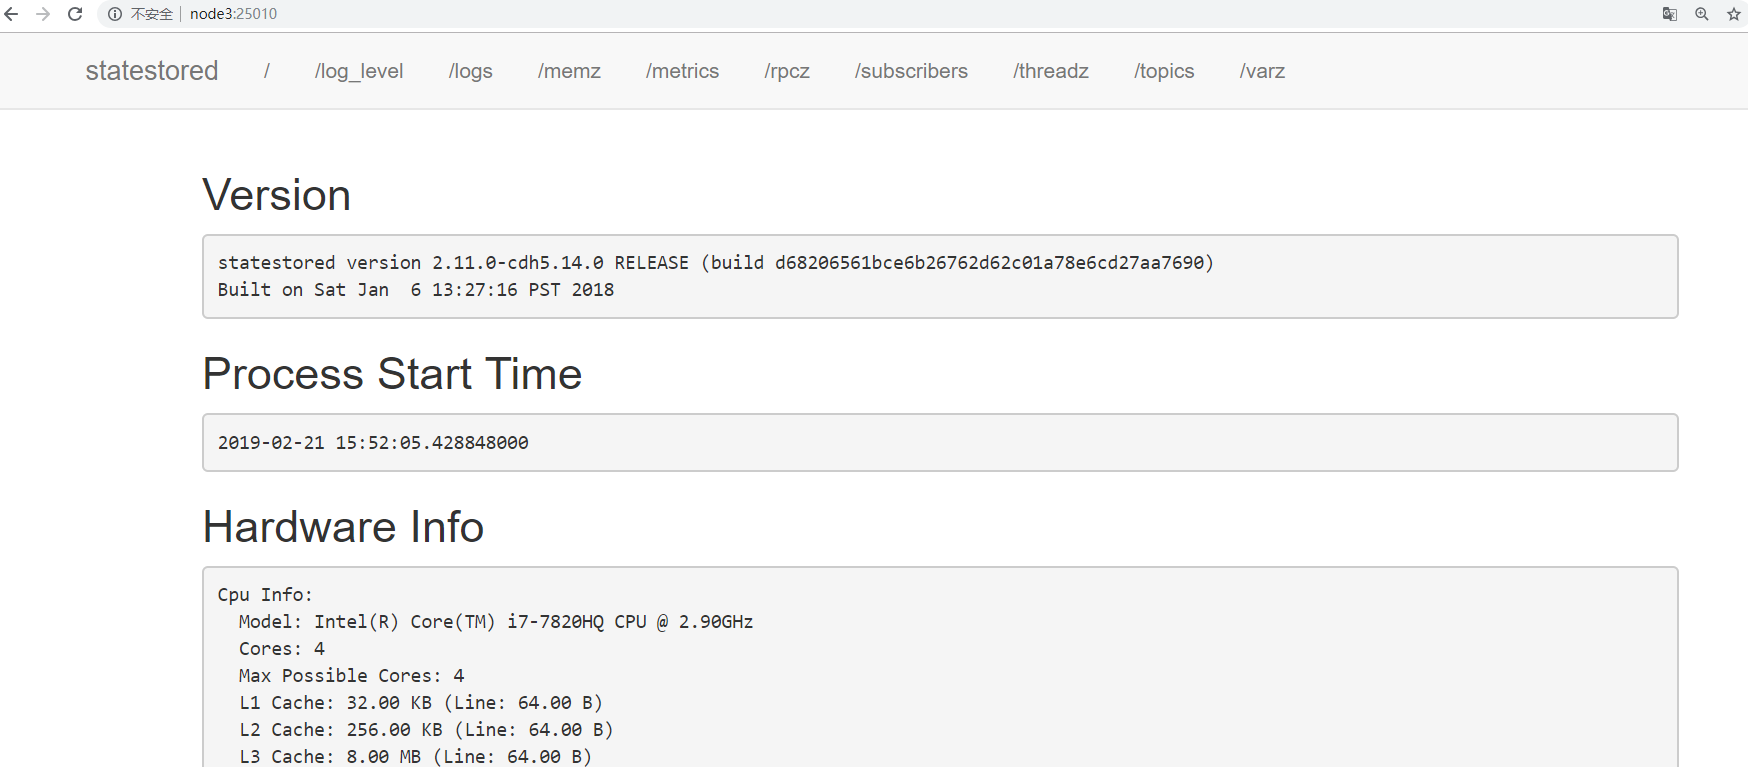 不安全 | node3:25010
statestored / /log_level /logs /memz /metrics /rpcz /subscribers /threadz /topics /varz
Version
statestored version 2.11.0-cdh5.14.0 RELEASE (build d68206561bce6b26762d62c01a78e6cd27aa7690)
Built on Sat Jan  6 13:27:16 PST 2018
Process Start Time
2019-02-21 15:52:05.428848000
Hardware Info
Cpu Info:
  Model: Intel(R) Core(TM) i7-7820HQ CPU @ 2.90GHz
  Cores: 4
  Max Possible Cores: 4
  L1 Cache: 32.00 KB (Line: 64.00 B)
  L2 Cache: 256.00 KB (Line: 64.00 B)
  L3 Cache: 8.00 MB (Line: 64.00 B)